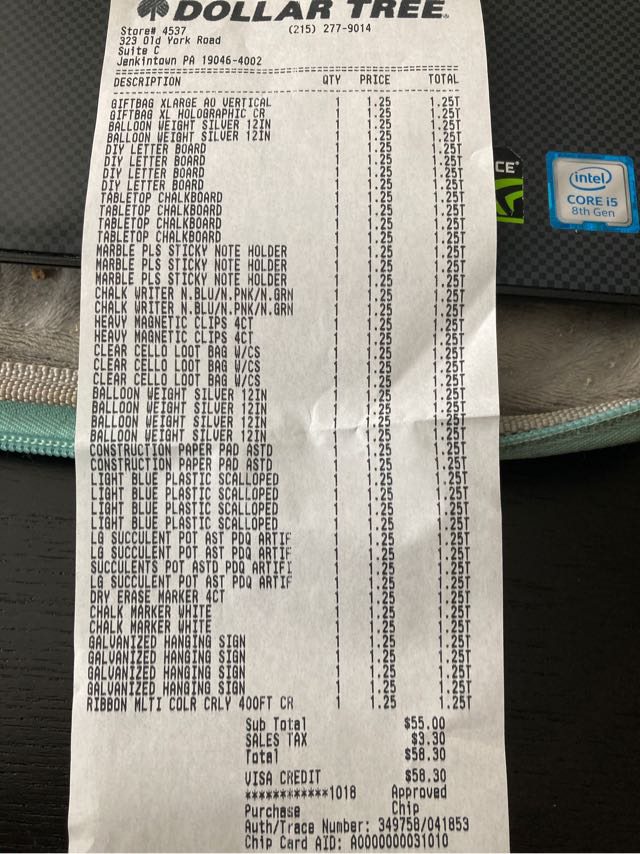 DOLLAR TREE®
Store# 4537 (215) 277-9014
323 Old York Road
Suite C
Jenkintown PA 19046-4002
DESCRIPTION QTY PRICE TOTAL
GIFTBAG XLARGE AU VERTICAL 1 1.25 1.25T
GIFTBAG XL HOLOGRAPHIC CR 1 1.25 1.25T
BALLOON WEIGHT SILVER 12IN 1 1.25 1.25T
BALLOON WEIGHT SILVER 12IN 1 1.25 1.25T
DIY LETTER BOARD 1 1.25 1.25T
DIY LETTER BOARD 1 1.25 1.25T
DIY LETTER BOARD 1 1.25 1.25T
DIY LETTER BOARD 1 1.25 1.25T
TABLETOP CHALKBOARD 1 1.25 1.25T
TABLETOP CHALKBOARD 1 1.25 1.25T
TABLETOP CHALKBOARD 1 1.25 1.25T
TABLETOP CHALKBOARD 1 1.25 1.25T
MARBLE PLS STICKY NOTE HOLDER 1 1.25 1.25T
MARBLE PLS STICKY NOTE HOLDER 1 1.25 1.25T
MARBLE PLS STICKY NOTE HOLDER 1 1.25 1.25T
CHALK WRITER N.BLU/N.PNK/N.GRN 1 1.25 1.25T
CHALK WRITER N.BLU/N.PNK/N.GRN 1 1.25 1.25T
HEAVY MAGNETIC CLIPS 4CT 1 1.25 1.25T
HEAVY MAGNETIC CLIPS 4CT 1 1.25 1.25T
CLEAR CELLO LOOT BAG W/CS 1 1.25 1.25T
CLEAR CELLO LOOT BAG W/CS 1 1.25 1.25T
CLEAR CELLO LOOT BAG W/CS 1 1.25 1.25T
BALLOON WEIGHT SILVER 12IN 1 1.25 1.25T
BALLOON WEIGHT SILVER 12IN 1 1.25 1.25T
BALLOON WEIGHT SILVER 12IN 1 1.25 1.25T
BALLOON WEIGHT SILVER 12IN 1 1.25 1.25T
CONSTRUCTION PAPER PAD ASTD 1 1.25 1.25T
CONSTRUCTION PAPER PAD ASTD 1 1.25 1.25T
LIGHT BLUE PLASTIC SCALLOPED 1 1.25 1.25T
LIGHT BLUE PLASTIC SCALLOPED 1 1.25 1.25T
LIGHT BLUE PLASTIC SCALLOPED 1 1.25 1.25T
LIGHT BLUE PLASTIC SCALLOPED 1 1.25 1.25T
LG SUCCULENT POT AST PDQ ARTIF 1 1.25 1.25T
LG SUCCULENT POT AST PDQ ARTIF 1 1.25 1.25T
SUCCULENTS POT ASTD PDQ ARTIFI 1 1.25 1.25T
LG SUCCULENT POT AST PDQ ARTIF 1 1.25 1.25T
DRY ERASE MARKER 4CT 1 1.25 1.25T
CHALK MARKER WHITE 1 1.25 1.25T
CHALK MARKER WHITE 1 1.25 1.25T
GALVANIZED HANGING SIGN 1 1.25 1.25T
GALVANIZED HANGING SIGN 1 1.25 1.25T
GALVANIZED HANGING SIGN 1 1.25 1.25T
GALVANIZED HANGING SIGN 1 1.25 1.25T
RIBBON MLTI COLR CRLY 400FT CR 1 1.25 1.25T
Sub Total $55.00
SALES TAX $3.30
Total $58.30
VISA CREDIT $58.30
************1018 Approved
Purchase Chip
Auth/Trace Number: 349758/041853
Chip Card AID: A0000000031010
CE®
intel
CORE i5
8th Gen